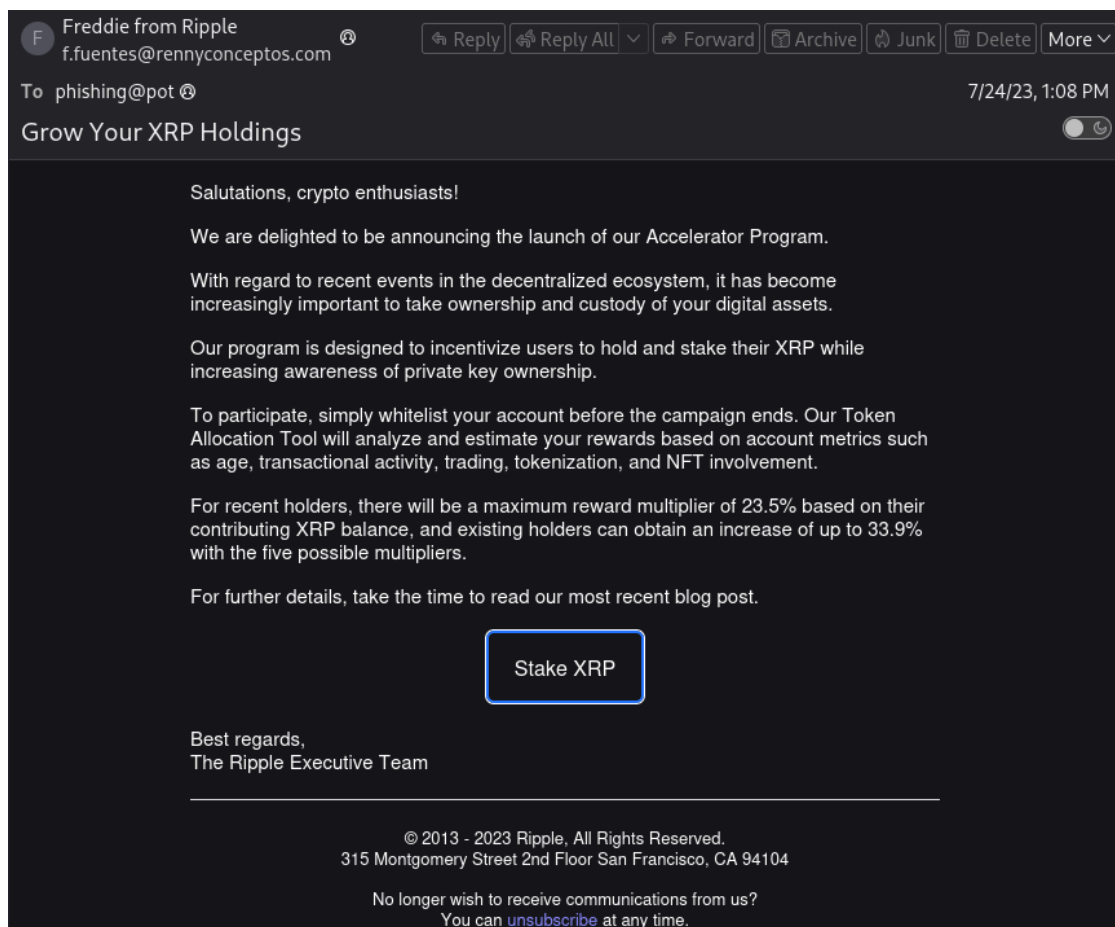 F
Freddie from Ripple
f.fuentes@rennyconceptos.com
Reply Reply All Forward Archive Junk Delete More
To phishing@pot
7/24/23, 1:08 PM
Grow Your XRP Holdings
Salutations, crypto enthusiasts!
We are delighted to be announcing the launch of our Accelerator Program.
With regard to recent events in the decentralized ecosystem, it has become
increasingly important to take ownership and custody of your digital assets.
Our program is designed to incentivize users to hold and stake their XRP while
increasing awareness of private key ownership.
To participate, simply whitelist your account before the campaign ends. Our Token
Allocation Tool will analyze and estimate your rewards based on account metrics such
as age, transactional activity, trading, tokenization, and NFT involvement.
For recent holders, there will be a maximum reward multiplier of 23.5% based on their
contributing XRP balance, and existing holders can obtain an increase of up to 33.9%
with the five possible multipliers.
For further details, take the time to read our most recent blog post.
Stake XRP
Best regards,
The Ripple Executive Team
© 2013 - 2023 Ripple, All Rights Reserved.
315 Montgomery Street 2nd Floor San Francisco, CA 94104
No longer wish to receive communications from us?
You can unsubscribe at any time.